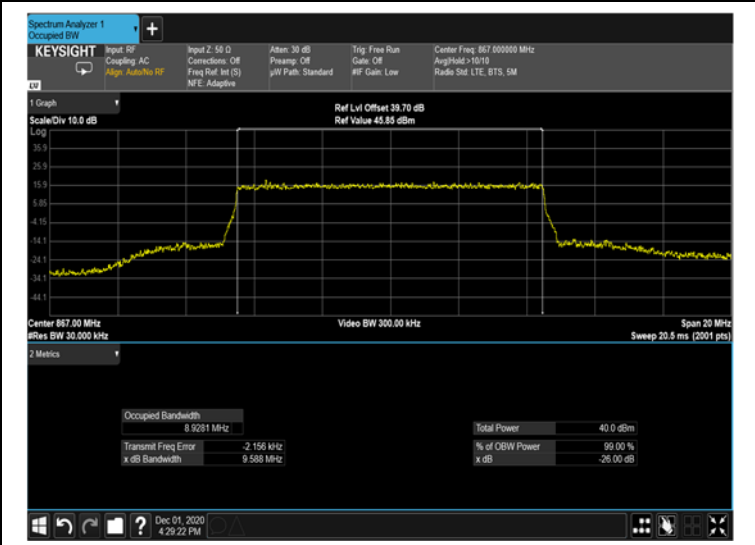 Spectrum Analyzer 1
Occupied BW
+
KEYSIGHT
LXI
Input: RF
Coupling: AC
Align: Auto/No RF
Input Z: 50 Ω
Corrections: Off
Freq Ref: Int (S)
NFE: Adaptive
Atten: 30 dB
Preamp: Off
µW Path: Standard
Trig: Free Run
Gate: Off
#IF Gain: Low
Center Freq: 867.000000 MHz
Avg|Hold:>10/10
Radio Std: LTE, BTS, 5M
1 Graph
Scale/Div 10.0 dB
Ref Lvl Offset 39.70 dB
Ref Value 45.85 dBm
Log
35.9
25.9
15.9
5.85
-4.15
-14.1
-24.1
-34.1
-44.1
Center 867.00 MHz
#Res BW 30.000 kHz
Video BW 300.00 kHz
Span 20 MHz
Sweep 20.5 ms (2001 pts)
2 Metrics
Occupied Bandwidth
8.9281 MHz
Transmit Freq Error -2.156 kHz
x dB Bandwidth 9.588 MHz
Total Power 40.0 dBm
% of OBW Power 99.00 %
x dB -26.00 dB
?
Dec 01, 2020
4:29:22 PM